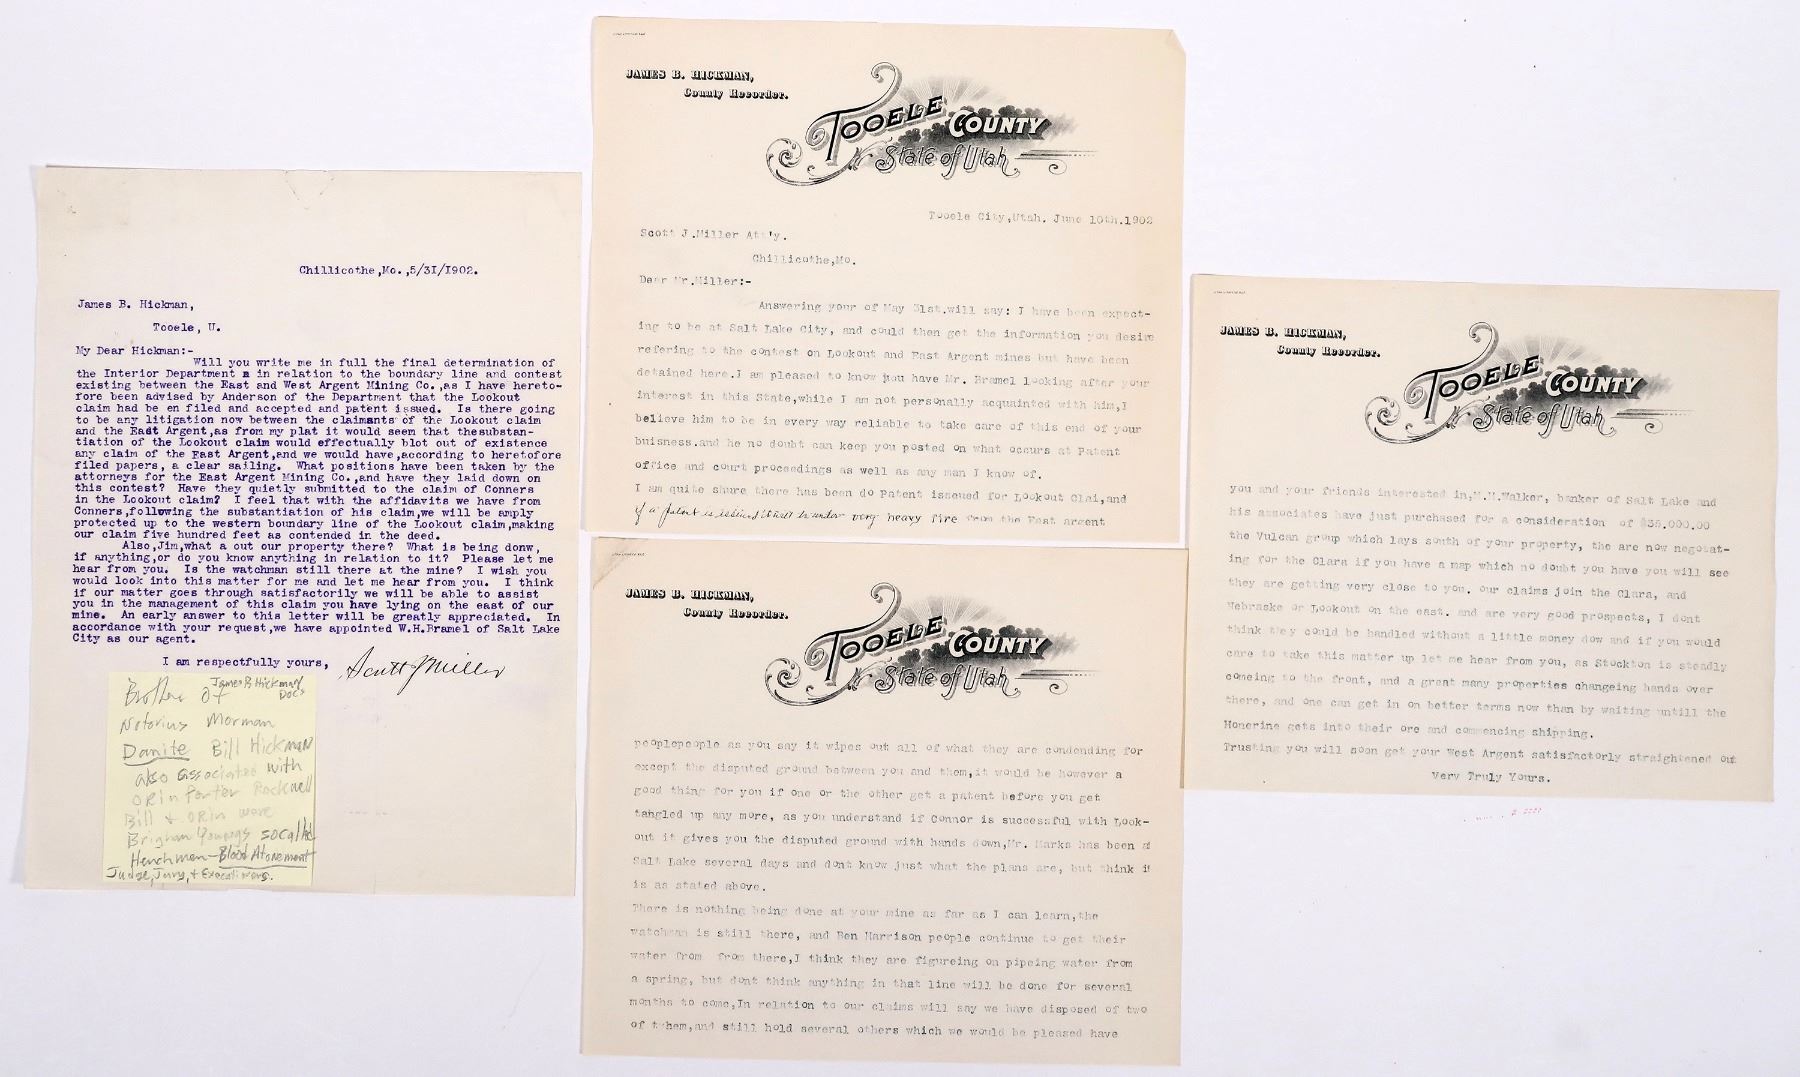 Chillicothe,Mo.,5/31/1902.
James B. Hickman,
Tooele, U.
My Dear Hickman:-
Will you write me in full the final determination of
the Interior Department in relation to the boundary line and contest
existing between the East and West Argent Mining Co.,as I have hereto-
fore been advised by Anderson of the Department that the Lookout
claim had be en filed and accepted and patent issued. Is there going
to be any litigation now between the claimants of the Lookout claim
and the East Argent,as from my plat it would seen that thesubstan-
tiation of the Lookout claim would effectually blot out of existence
any claim of the East Argent,and we would have,according to heretofore
filed papers, a clear sailing. What positions have been taken by the
attorneys for the East Argent Mining Co.,and have they laid down on
this contest? Have they quietly submitted to the claim of Conners
in the Lookout claim? I feel that with the affidavits we have from
Conners,following the substantiation of his claim,we will be amply
protected up to the western boundary line of the Lookout claim,making
our claim five hundred feet as contended in the deed.
Also,Jim,what a out our property there? What is being donw,
if anything,or do you know anything in relation to it? Please let me
hear from you. Is the watchman still there at the mine? I wish you
would look into this matter for me and let me hear from you. I think
if our matter goes through satisfactorily we will be able to assist
you in the management of this claim you have lying on the east of our
mine. An early answer to this letter will be greatly appreciated. In
accordance with your request,we have appointed W.H.Bramel of Salt Lake
City as our agent.
I am respectfully yours,
Scott J Miller
Brother of James B Hickman Docs
Notorius Morman
Danite Bill Hickman
also associated with
ORin Porter Rockwell
Bill & ORin were
Brigham Youngs socalled
Henchmen-Blood Atonement
Judge, Jury, & Executioners.
JAMES B. HICKMAN,
County Recorder.
TOOELE COUNTY
State of Utah
Tooele City,Utah. June 10th.1902
Scott J.Miller Att'y.
Chillicothe,Mo.
Dear Mr.Miller:-
Answering your of May 31st.will say: I have been expect-
ing to be at Salt Lake City, and could then get the information you desire
refering to the contest on Lookout and East Argent mines but have been
detained here.I am pleased to know you have Mr. Bramel looking after your
interest in this State,while I am not personally acquainted with him,I
believe him to be in every way reliable to take care of this end of your
buisness.and he no doubt can keep you posted on what occurs at Patent
office and court proceedings as well as any man I know of.
I am quite shure there has been do Patent issued for Lookout Clai,and
if a patent is issued it will be under very heavy fire from the East argent
JAMES B. HICKMAN,
County Recorder.
TOOELE COUNTY
State of Utah
peoplepeople as you say it wipes out all of what they are condending for
except the disputed ground between you and them,it would be however a
good thing for you if one or the other get a patent before you get
tangled up any more, as you understand if Connor is successful with Look-
out it gives you the disputed ground with hands down,Mr. Marks has been
Salt Lake several days and dont know just what the plans are, but think
is as stated above.
There is nothing being done at your mine as far as I can learn,the
watchman is still there, and Ben Harrison people continue to get their
water from from there,I think they are figureing on pipeing water from
a spring, but dont think anything in that line will be done for several
months to come,In relation to our claims will say we have disposed of two
of them,and still hold several others which we would be pleased have
JAMES B. HICKMAN,
County Recorder.
TOOELE COUNTY
State of Utah
you and your friends interested in,M.H.Walker, banker of Salt Lake and
his associates have just purchased for a consideration of $35.000.00
the Vulcan group which lays south of your property, the are now negotat-
ing for the Clara if you have a map which no doubt you have you will see
they are getting very close to you. our claims join the Clara, and
Nebraske or Lookout on the east. and are very good prospects, I dont
think they could be handled without a little money dow and if you would
care to take this matter up let me hear from you, as Stockton is steadly
comeing to the front, and a great many properties changeing hands over
there, and one can get in on better terms now than by waiting untill the
Honerine gets into their ore and commencing shipping.
Trusting you will soon get your West Argent satisfactorly straightened out
Very Truly Yours.